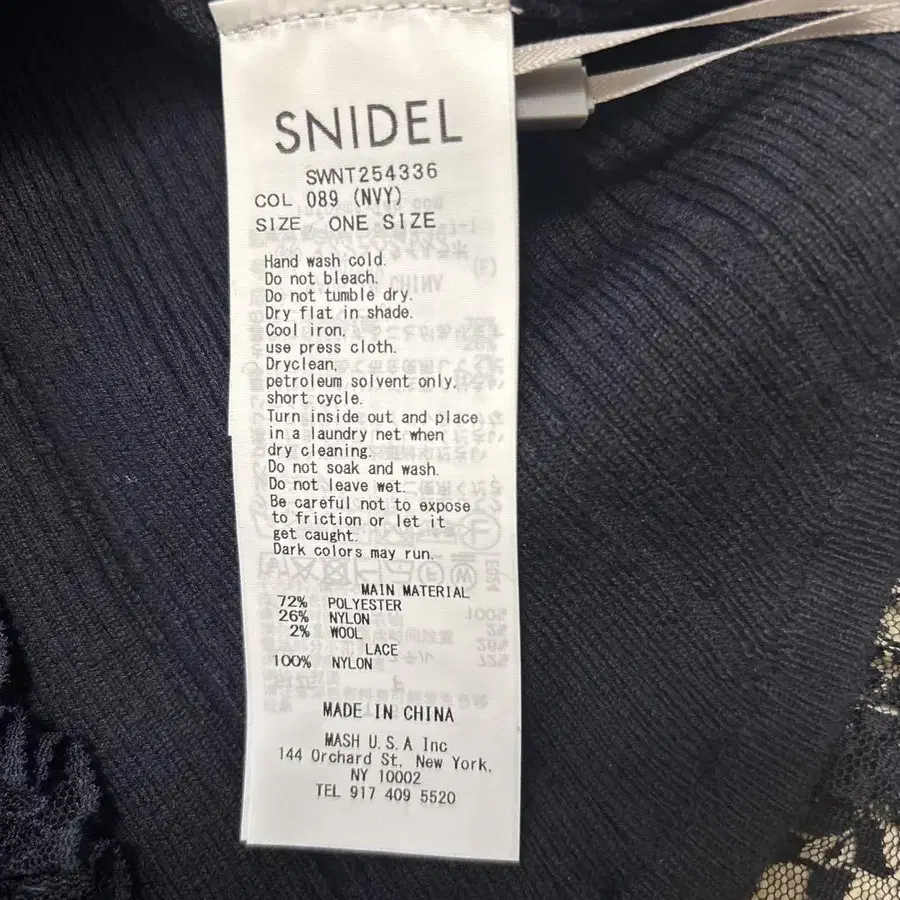 SNIDEL
SWNT254336
COL 089 (NVY)
SIZE ONE SIZE
Hand wash cold.
Do not bleach.
Do not tumble dry.
Dry flat in shade.
Cool iron,
use press cloth.
Dryclean,
petroleum solvent only,
short cycle.
Turn inside out and place
in a laundry net when
dry cleaning.
Do not soak and wash.
Do not leave wet.
Be careful not to expose
to friction or let it
get caught.
Dark colors may run.
MAIN MATERIAL
72% POLYESTER
26% NYLON
2% WOOL
LACE
100% NYLON
MADE IN CHINA
MASH U.S.A Inc
144 Orchard St, New York,
NY 10002
TEL 917 409 5520